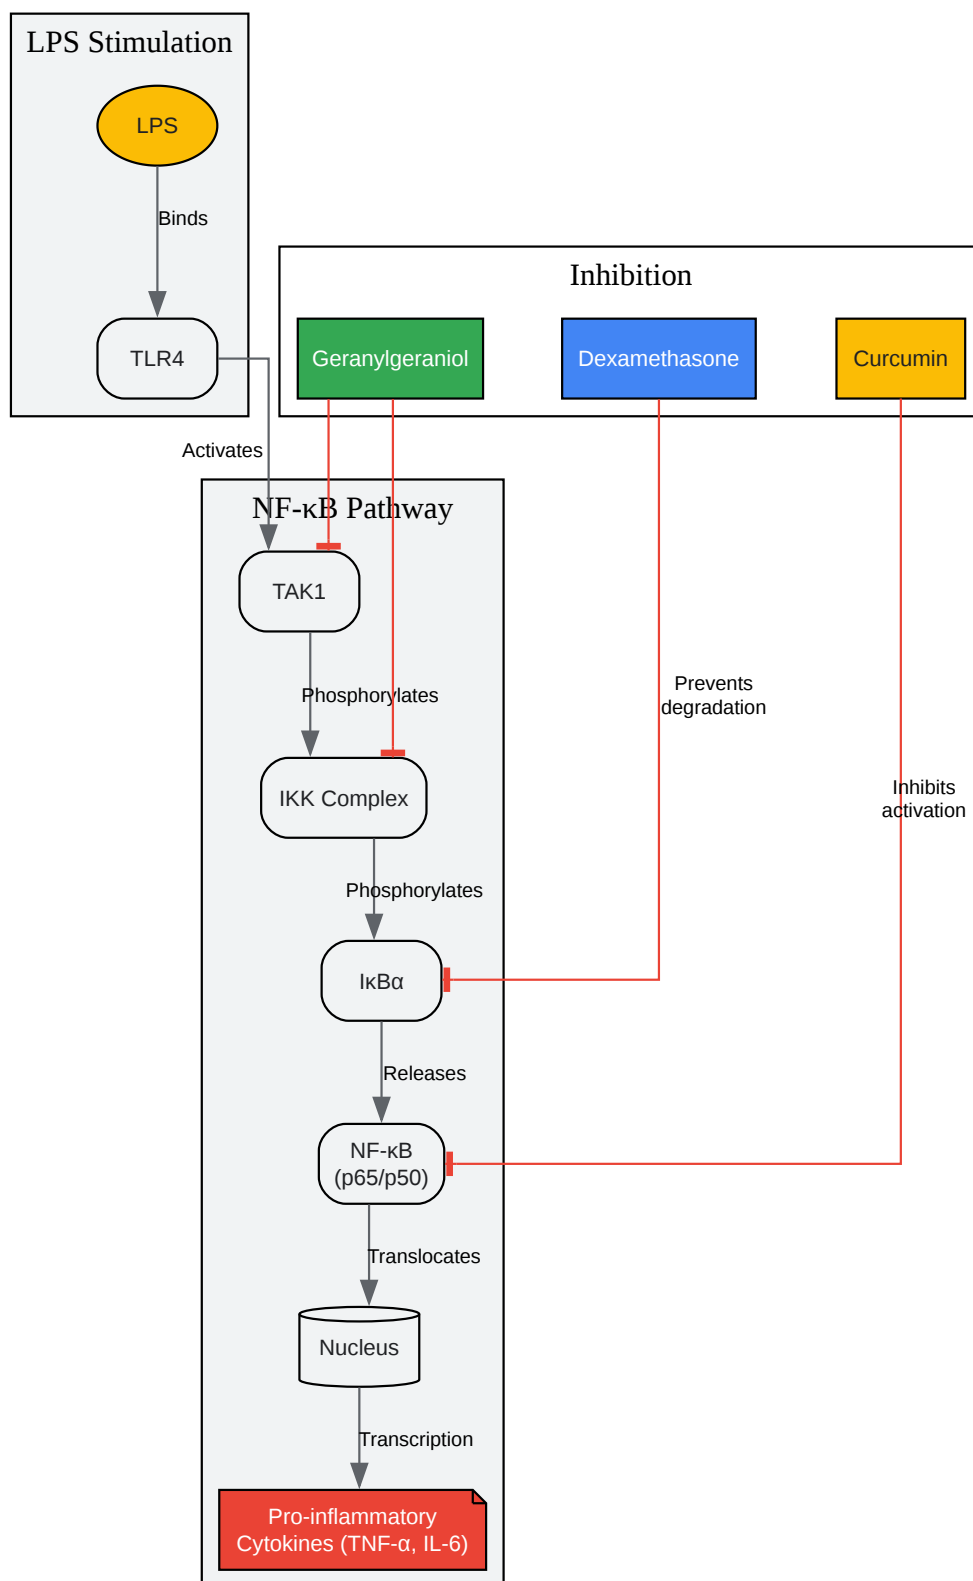 LPS Stimulation
LPS
Binds
Inhibition
TLR4
Geranylgeraniol
Dexamethasone
Curcumin
Activates
NF-κB Pathway
TAK1
Phosphorylates
Prevents
degradation
IKK Complex
Inhibits
activation
Phosphorylates
IκBα
Releases
NF-κB
(p65/p50)
Translocates
Nucleus
Transcription
Pro-inflammatory
Cytokines (TNF-α, IL-6)